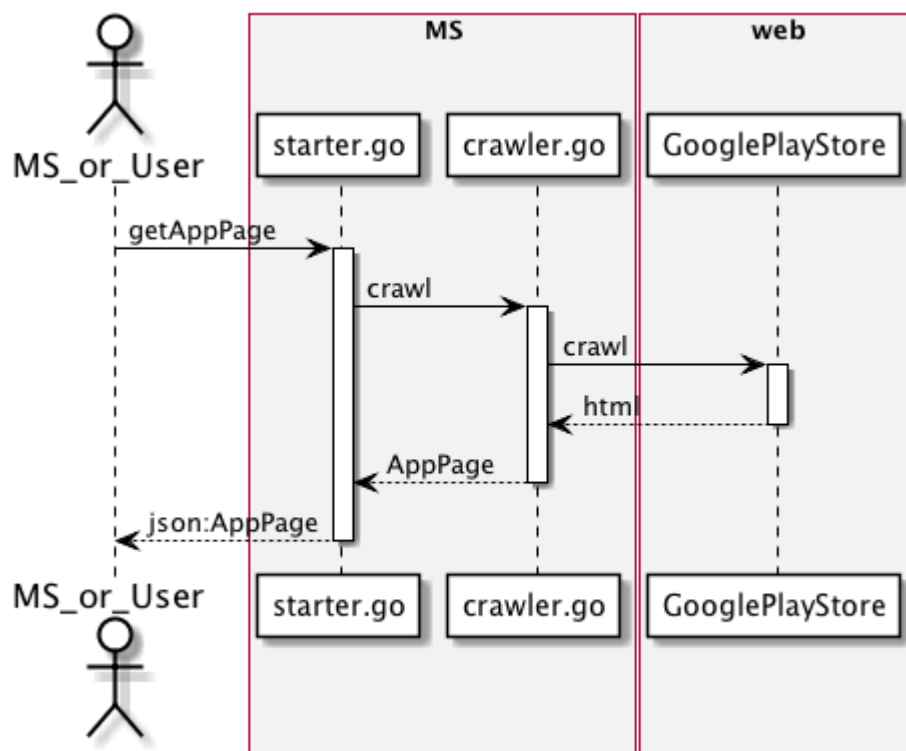 MS
web
MS_or_User
starter.go
crawler.go
GooglePlayStore
getAppPage
crawl
crawl
html
AppPage
json:AppPage
MS_or_User
starter.go
crawler.go
GooglePlayStore